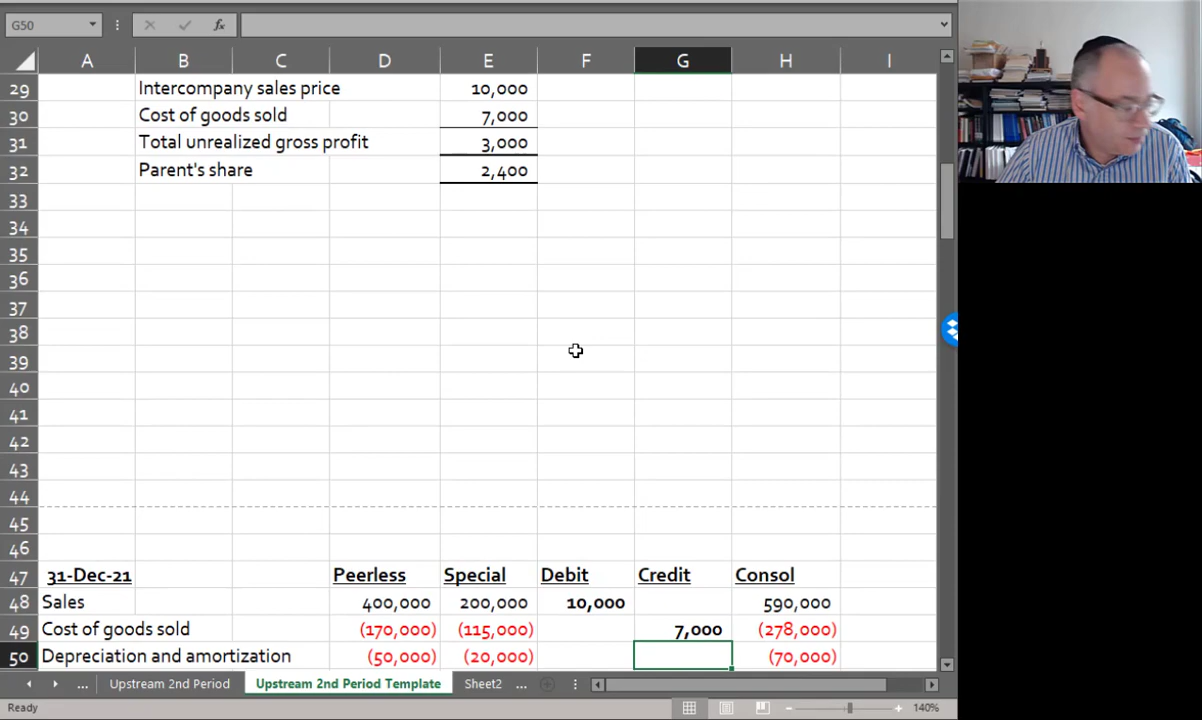 G50 fx
A B C D E F G H I
29 Intercompany sales price 10,000
30 Cost of goods sold 7,000
31 Total unrealized gross profit 3,000
32 Parent's share 2,400
33
34
35
36
37
38
39
40
41
42
43
44
45
46
47 31-Dec-21 Peerless Special Debit Credit Consol
48 Sales 400,000 200,000 10,000 590,000
49 Cost of goods sold (170,000) (115,000) 7,000 (278,000)
50 Depreciation and amortization (50,000) (20,000) (70,000)
... Upstream 2nd Period Upstream 2nd Period Template Sheet2 ...
Ready 140%